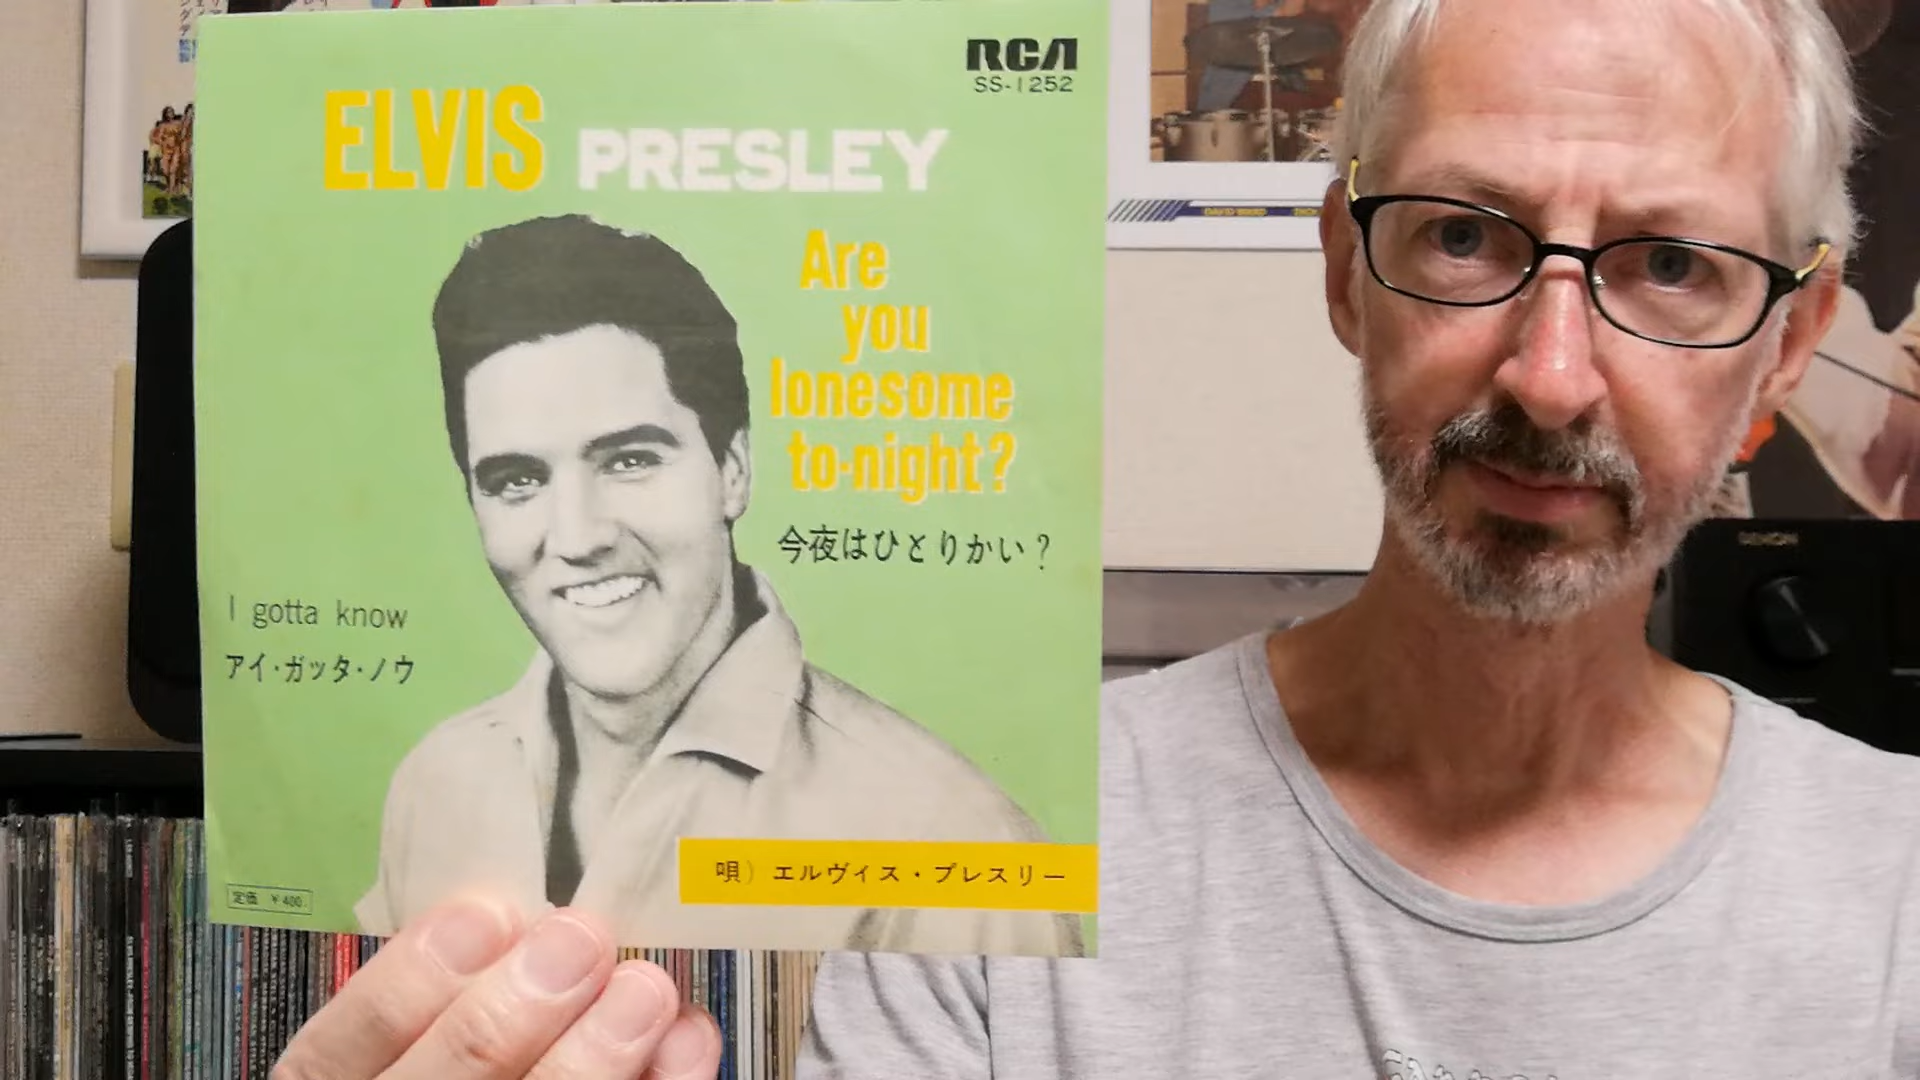 RCA
SS-1252
ELVIS PRESLEY
Are
you
lonesome
to-night?
今夜はひとりかい？
I gotta know
アイ・ガッタ・ノウ
唄）エルヴィス・プレスリー
定価 ￥400.
DENON